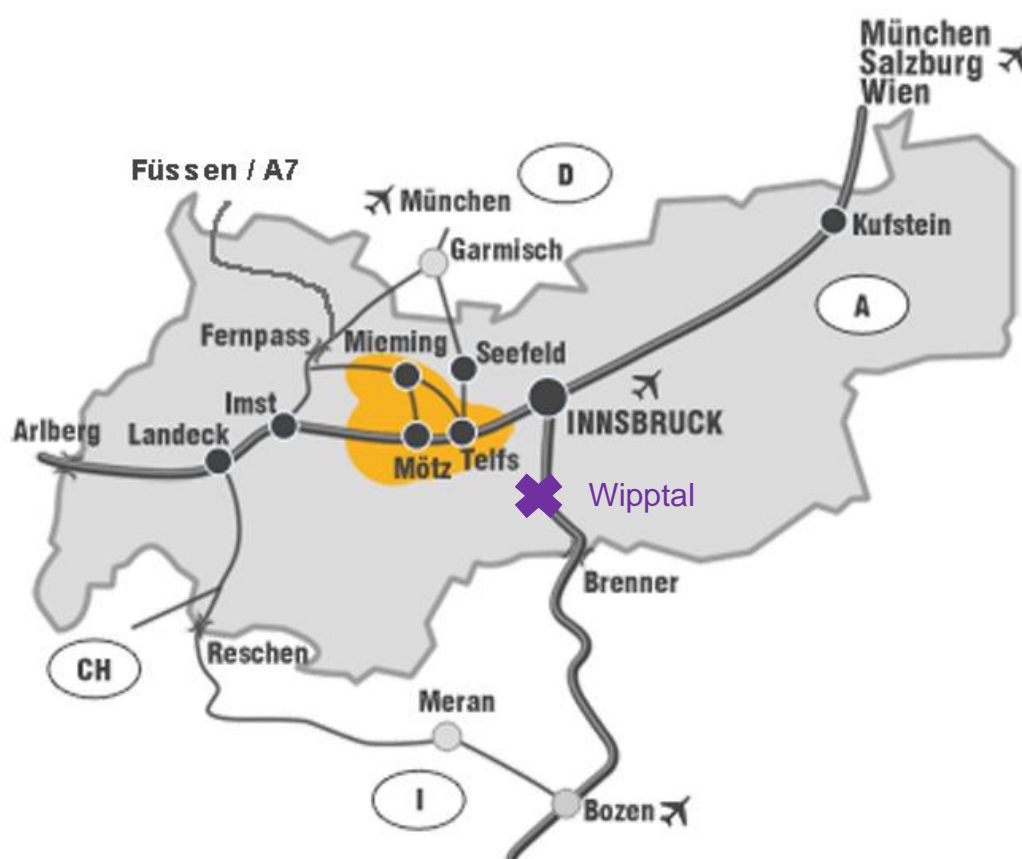 München
Salzburg
Wien
Füssen / A7
D
München
Garmisch
Kufstein
A
Fernpass
Mieming
Seefeld
Imst
INNSBRUCK
Arlberg
Landeck
Mötz
Telfs
Wipptal
Brenner
CH
Reschen
Meran
I
Bozen